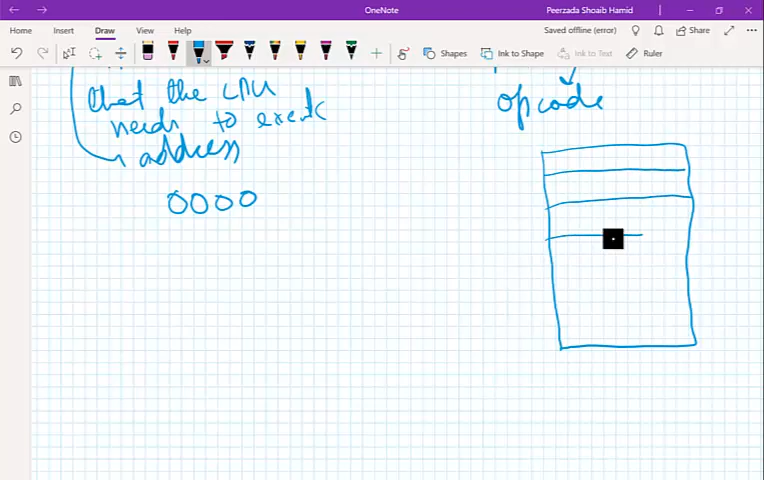 OneNote
Peerzada Shoaib Hamid
Home Insert Draw View Help
Saved offline (error)
Share
Shapes
Ink to Shape
Ink to Text
Ruler
that the CPU
needs to
address
0000
opcode